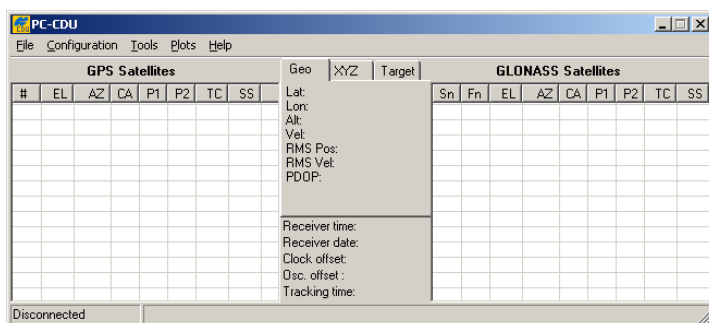 PC-CDU
File Configuration Tools Plots Help
GPS Satellites
# EL AZ CA P1 P2 TC SS
Geo XYZ Target
Lat:
Lon:
Alt:
Vel:
RMS Pos:
RMS Vel:
PDOP:
Receiver time:
Receiver date:
Clock offset:
Osc. offset :
Tracking time:
GLONASS Satellites
Sn Fn EL AZ CA P1 P2 TC SS
Disconnected